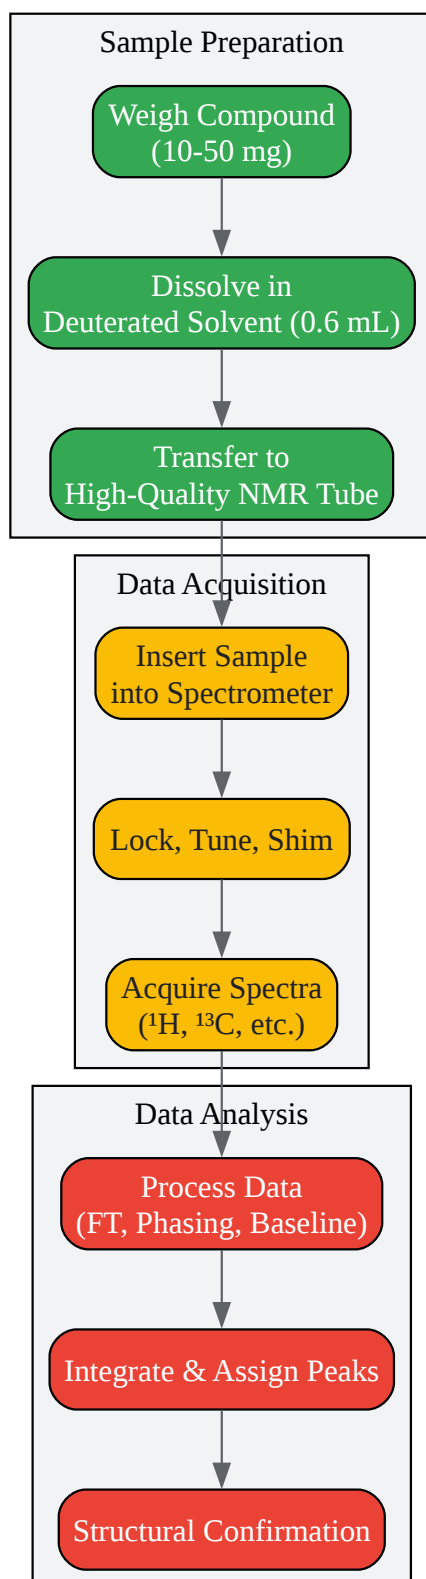 Sample Preparation
Weigh Compound
(10-50 mg)
Dissolve in
Deuterated Solvent (0.6 mL)
Transfer to
High-Quality NMR Tube
Data Acquisition
Insert Sample
into Spectrometer
Lock, Tune, Shim
Acquire Spectra
(¹H, ¹³C, etc.)
Data Analysis
Process Data
(FT, Phasing, Baseline)
Integrate & Assign Peaks
Structural Confirmation